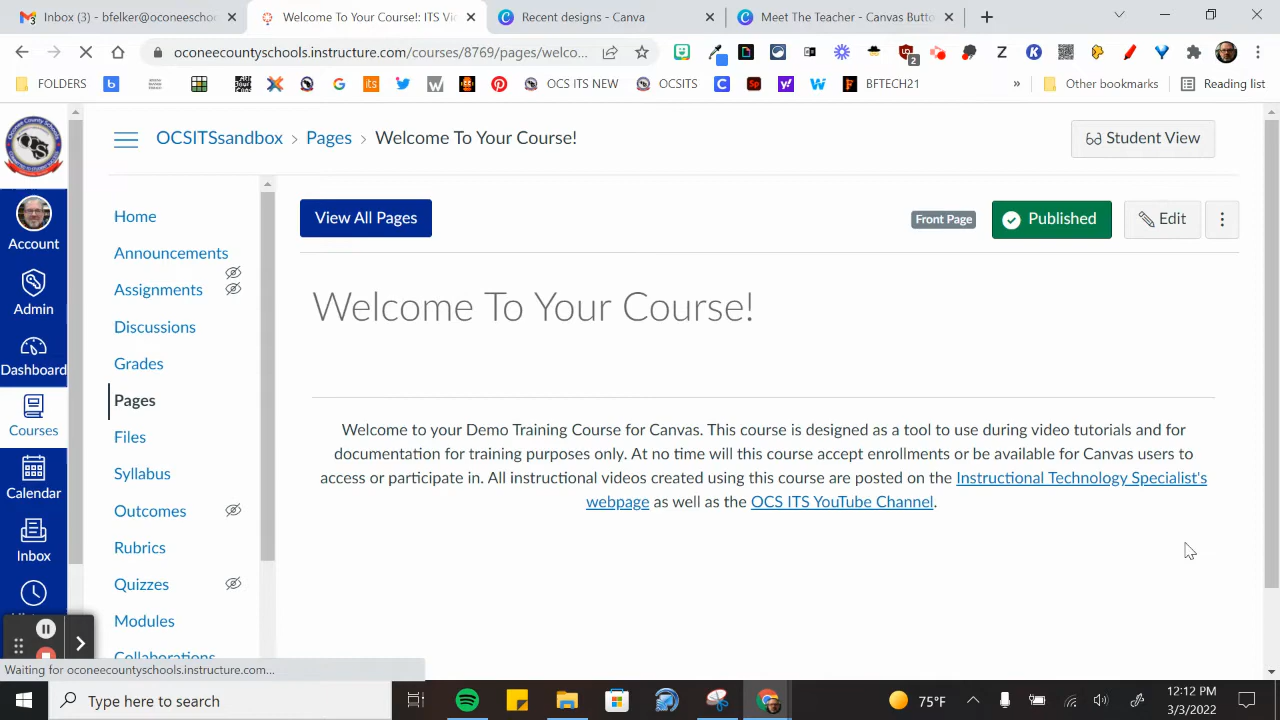 Inbox (3) - bfelker@oconeescho
Welcome To Your Course!: ITS Vi
Recent designs - Canva
Meet The Teacher - Canvas Butto
oconeecountyschools.instructure.com/courses/8769/pages/welco...
2
FOLDERS
OCS ITS NEW
OCSITS
BFTECH21
»
Other bookmarks
Reading list
OCSITSsandbox > Pages > Welcome To Your Course!
Student View
Account
Admin
Dashboard
Courses
Calendar
Inbox
Home
Announcements
Assignments
Discussions
Grades
Pages
Files
Syllabus
Outcomes
Rubrics
Quizzes
Modules
Collaborations
View All Pages
Front Page
Published
Edit
Welcome To Your Course!
Welcome to your Demo Training Course for Canvas. This course is designed as a tool to use during video tutorials and for
documentation for training purposes only. At no time will this course accept enrollments or be available for Canvas users to
access or participate in. All instructional videos created using this course are posted on the Instructional Technology Specialist's
webpage as well as the OCS ITS YouTube Channel.
Waiting for oconeecountyschools.instructure.com...
Type here to search
75°F
12:12 PM
3/3/2022